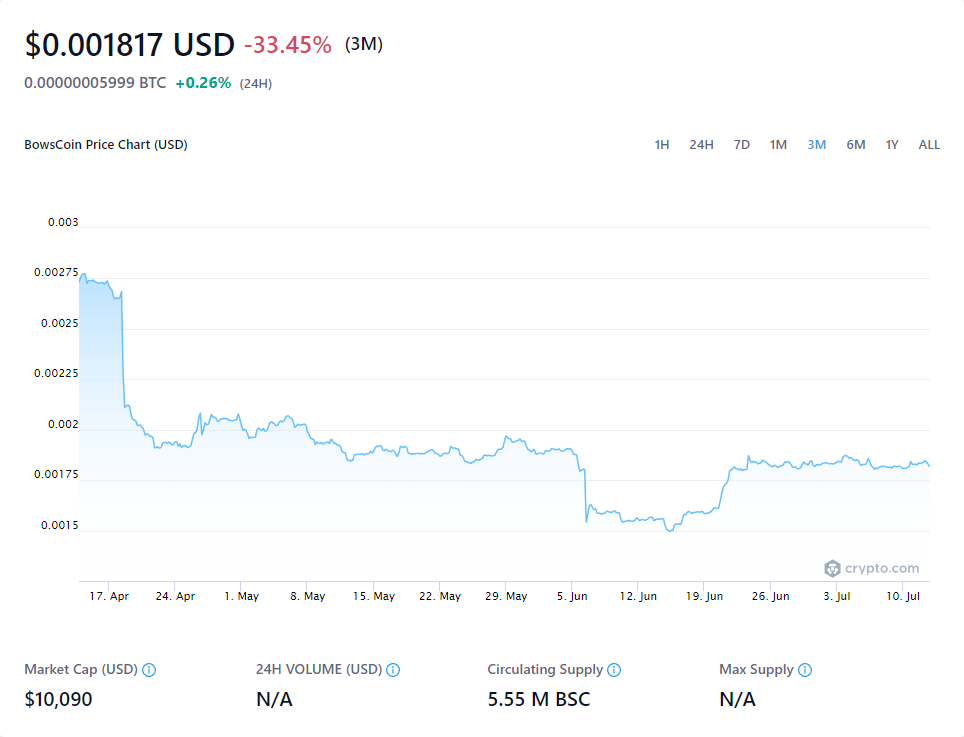 $0.001817 USD -33.45% (3M)
0.00000005999 BTC +0.26% (24H)
BowsCoin Price Chart (USD) 1H 24H 7D 1M 3M 6M 1Y ALL
0.003
0.00275
0.0025
0.00225
0.002
0.00175
0.0015
crypto.com
17. Apr 24. Apr 1. May 8. May 15. May 22. May 29. May 5. Jun 12. Jun 19. Jun 26. Jun 3. Jul 10. Jul
Market Cap (USD) 24H VOLUME (USD) Circulating Supply Max Supply
$10,090 N/A 5.55 M BSC N/A